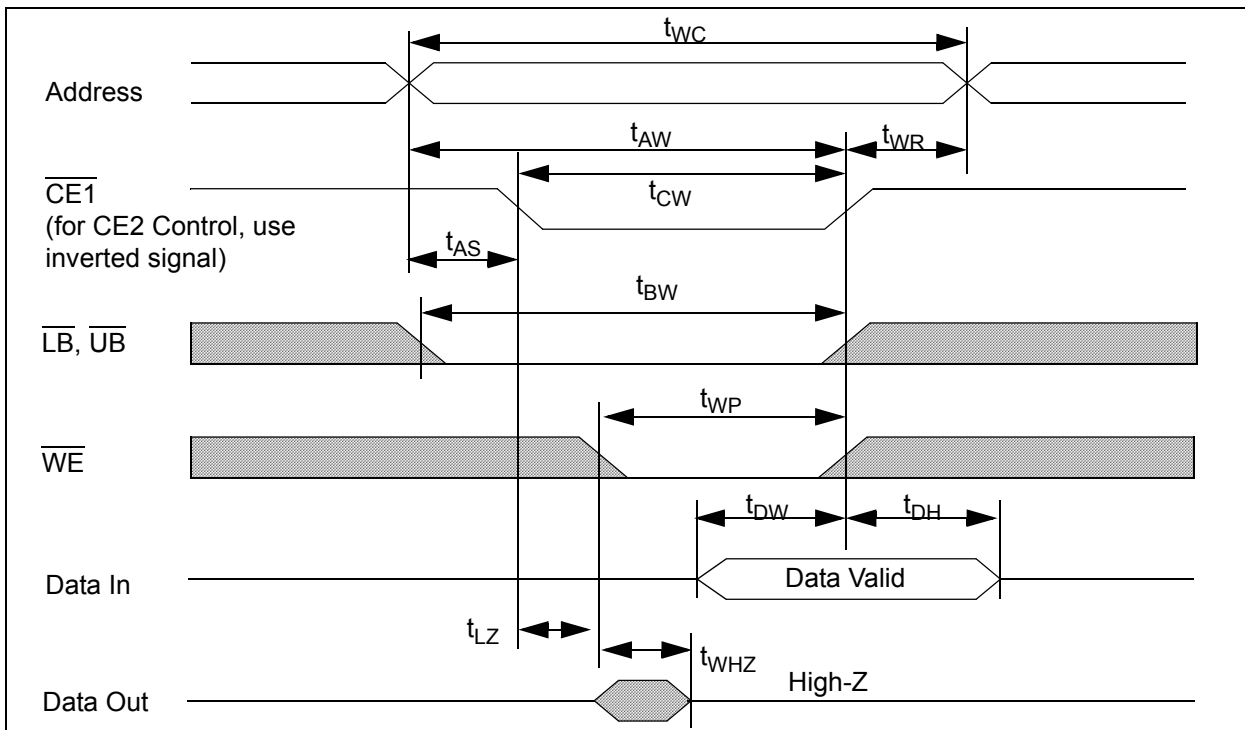 tWC
Address
tAW
tWR
CE1
(for CE2 Control, use
inverted signal)
tCW
tAS
tBW
LB, UB
tWP
WE
tDW
tDH
Data In
Data Valid
tLZ
tWHZ
Data Out
High-Z